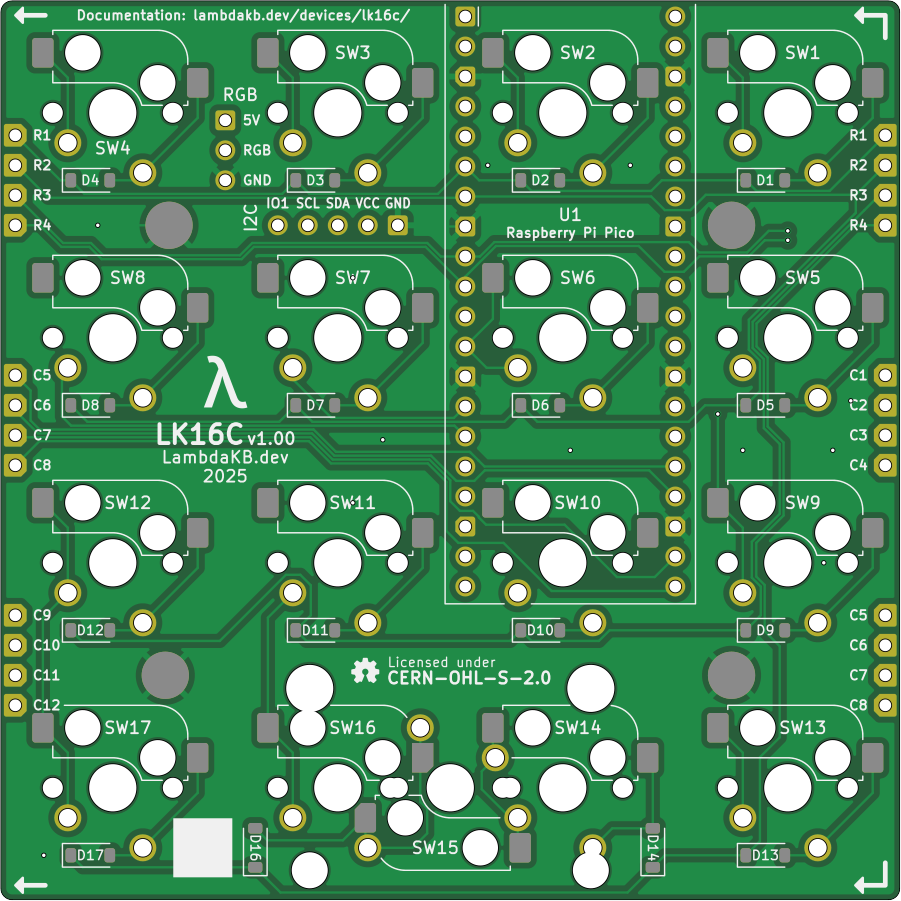 Documentation: lambdakb.dev/devices/lk16c/
SW3
SW2
SW1
RGB
5V
R1
R1
SW4
RGB
R2
R2
D4
GND
D3
D2
D1
R3
R3
IO1 SCL SDA VCC GND
I2C
U1
R4
R4
Raspberry Pi Pico
SW8
SW7
SW6
SW5
C5
C1
C6
D8
D7
D6
D5
C2
C7
LK16C v1.00
C3
LambdaKB.dev
C8
C4
2025
SW12
SW11
SW10
SW9
C9
C5
D12
D11
D10
D9
C10
C6
Licensed under
C11
CERN-OHL-S-2.0
C7
C12
C8
SW17
SW16
SW14
SW13
SW15
D17
D16
D14
D13